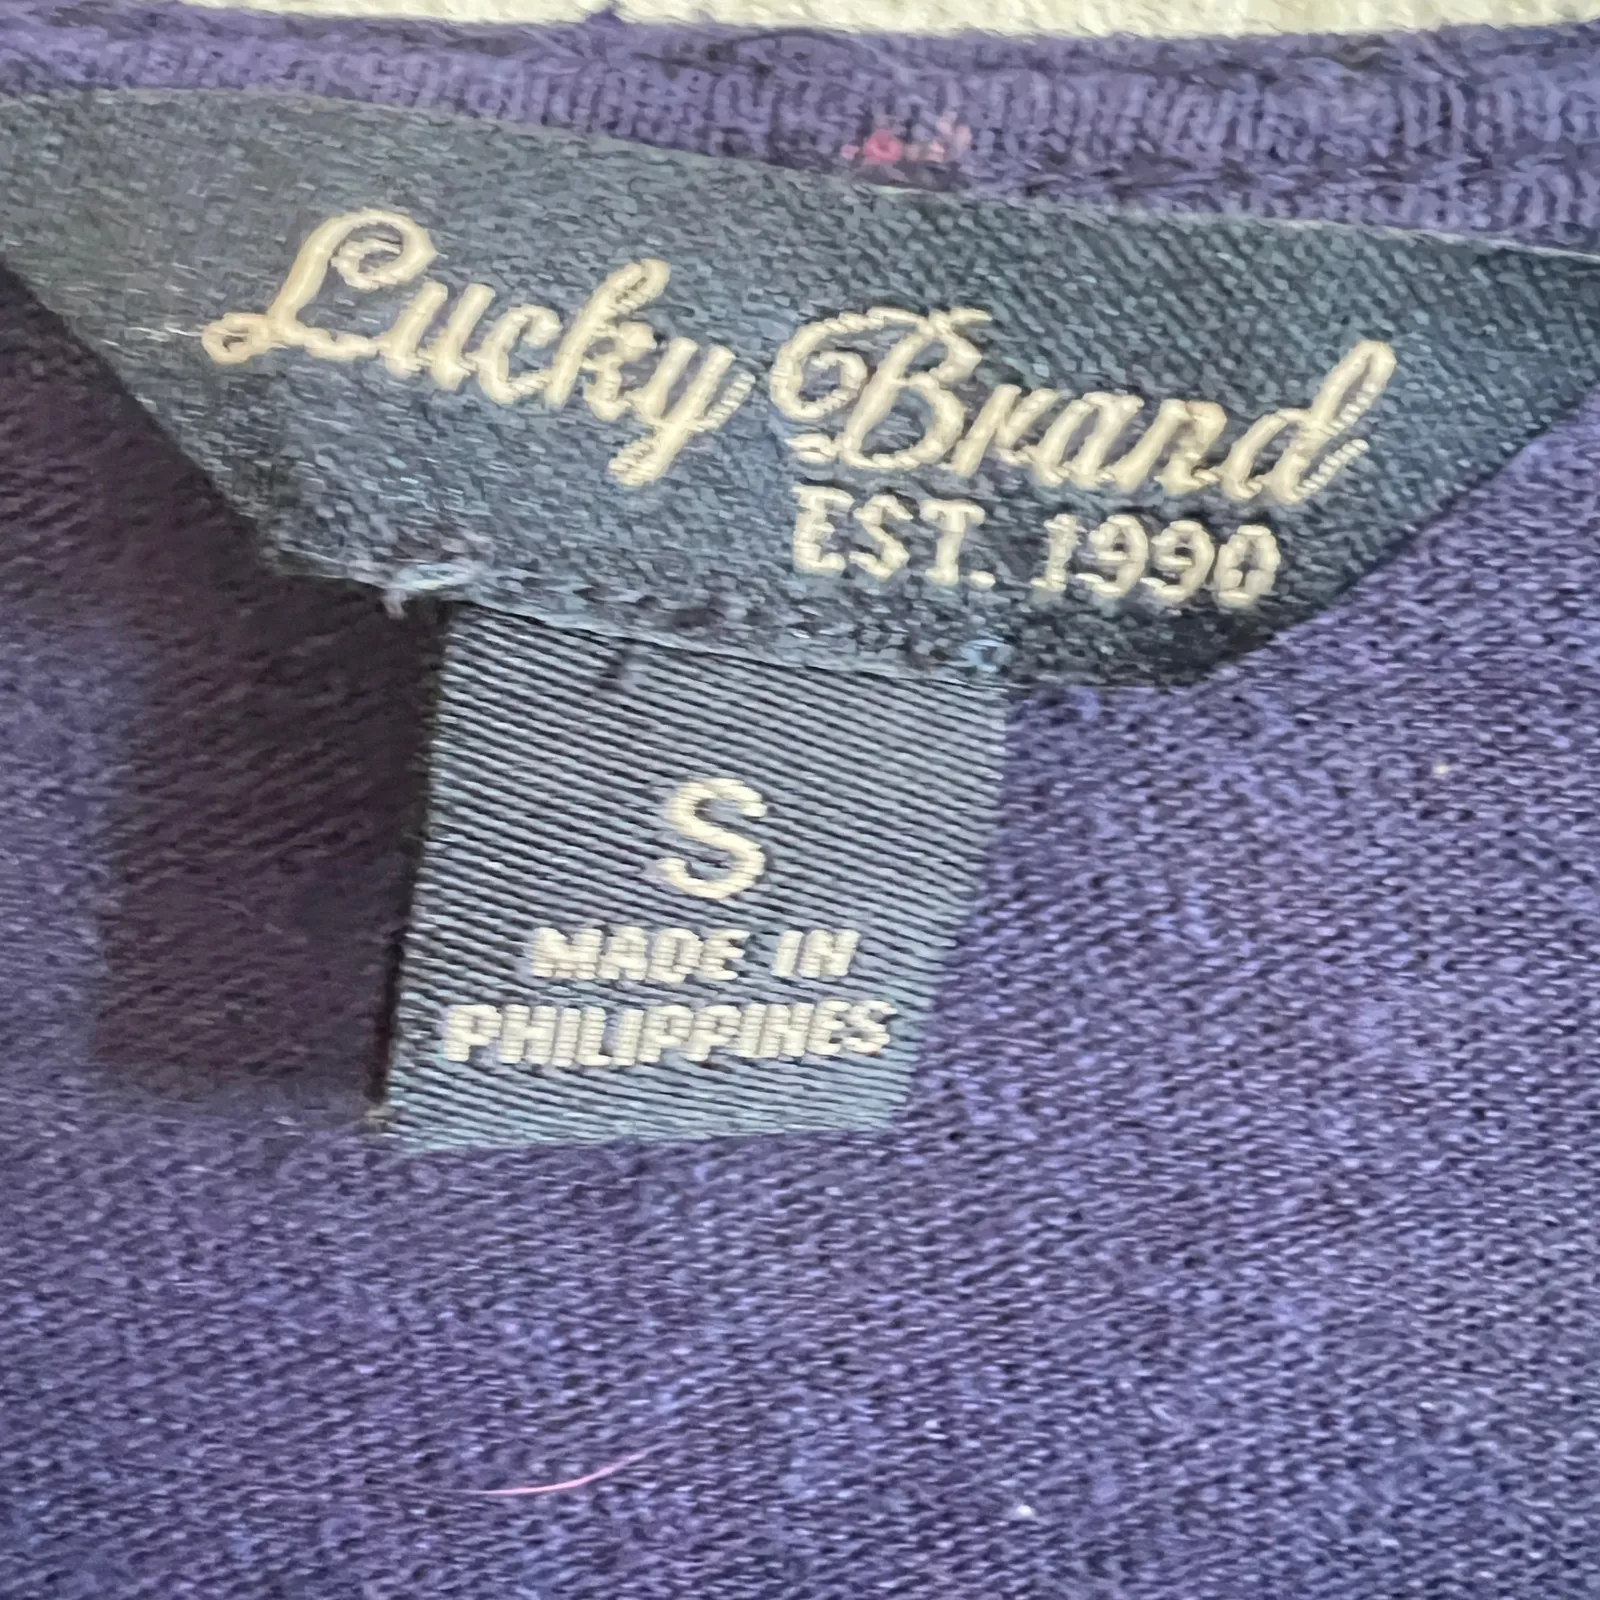 Lucky Brand
EST. 1990
S
MADE IN
PHILIPPINES